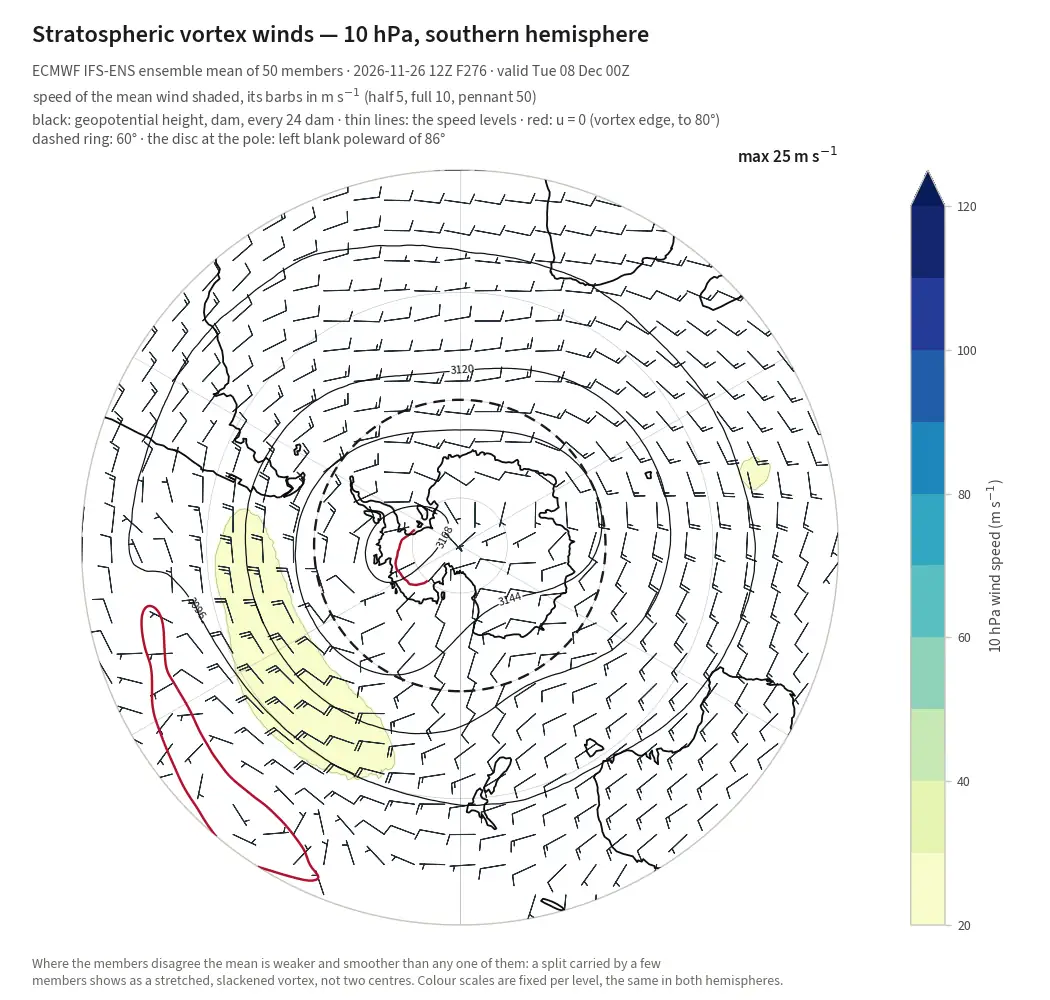 Stratospheric vortex winds — 10 hPa, southern hemisphere
ECMWF IFS-ENS ensemble mean of 50 members · 2026-11-26 12Z F276 · valid Tue 08 Dec 00Z
speed of the mean wind shaded, its barbs in m s⁻¹ (half 5, full 10, pennant 50)
black: geopotential height, dam, every 24 dam · thin lines: the speed levels · red: u = 0 (vortex edge, to 80°)
dashed ring: 60° · the disc at the pole: left blank poleward of 86°
max 25 m s⁻¹
120
100
80
60
40
20
10 hPa wind speed (m s⁻¹)
3120
3168
3144
3096
Where the members disagree the mean is weaker and smoother than any one of them: a split carried by a few
members shows as a stretched, slackened vortex, not two centres. Colour scales are fixed per level, the same in both hemispheres.